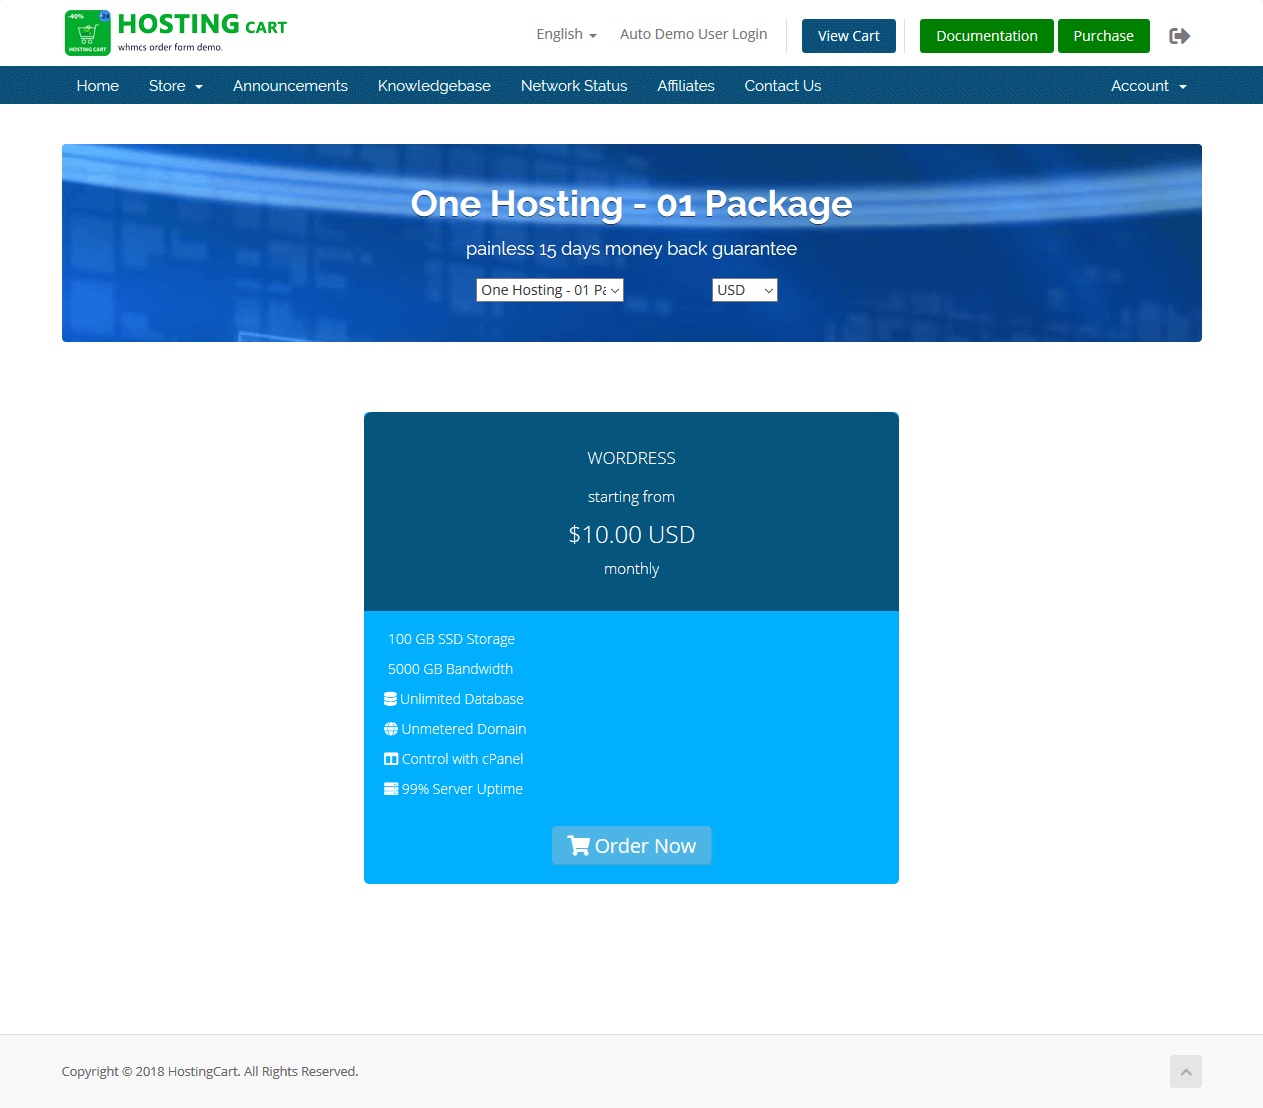 -40%
HOSTING CART
HOSTING CART
whmcs order form demo.
English
Auto Demo User Login
View Cart
Documentation
Purchase
Home
Store
Announcements
Knowledgebase
Network Status
Affiliates
Contact Us
Account
One Hosting - 01 Package
painless 15 days money back guarantee
One Hosting - 01 Pa
USD
WORDRESS
starting from
$10.00 USD
monthly
100 GB SSD Storage
5000 GB Bandwidth
Unlimited Database
Unmetered Domain
Control with cPanel
99% Server Uptime
Order Now
Copyright © 2018 HostingCart. All Rights Reserved.